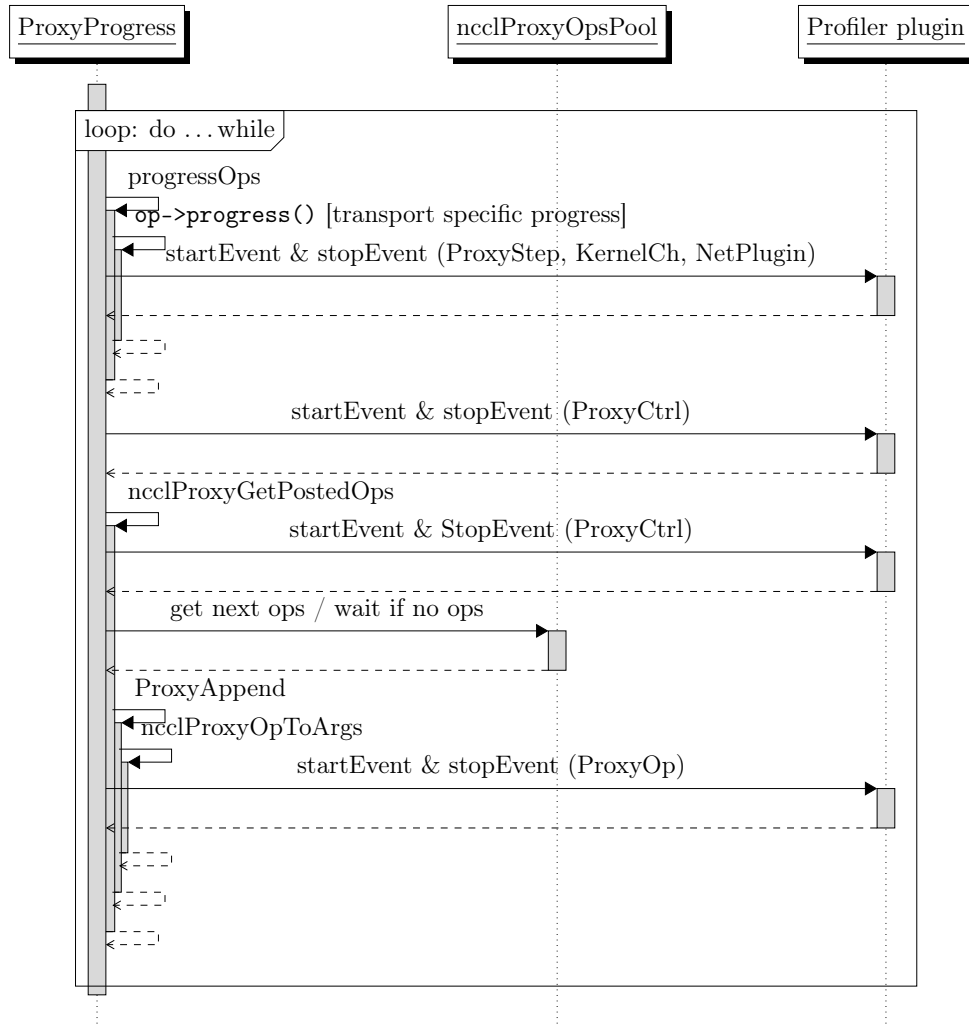 ProxyProgress
ncclProxyOpsPool
Profiler plugin
loop: do ... while
progressOps
op->progress() [transport specific progress]
startEvent & stopEvent (ProxyStep, KernelCh, NetPlugin)
startEvent & stopEvent (ProxyCtrl)
ncclProxyGetPostedOps
startEvent & StopEvent (ProxyCtrl)
get next ops / wait if no ops
ProxyAppend
ncclProxyOpToArgs
startEvent & stopEvent (ProxyOp)